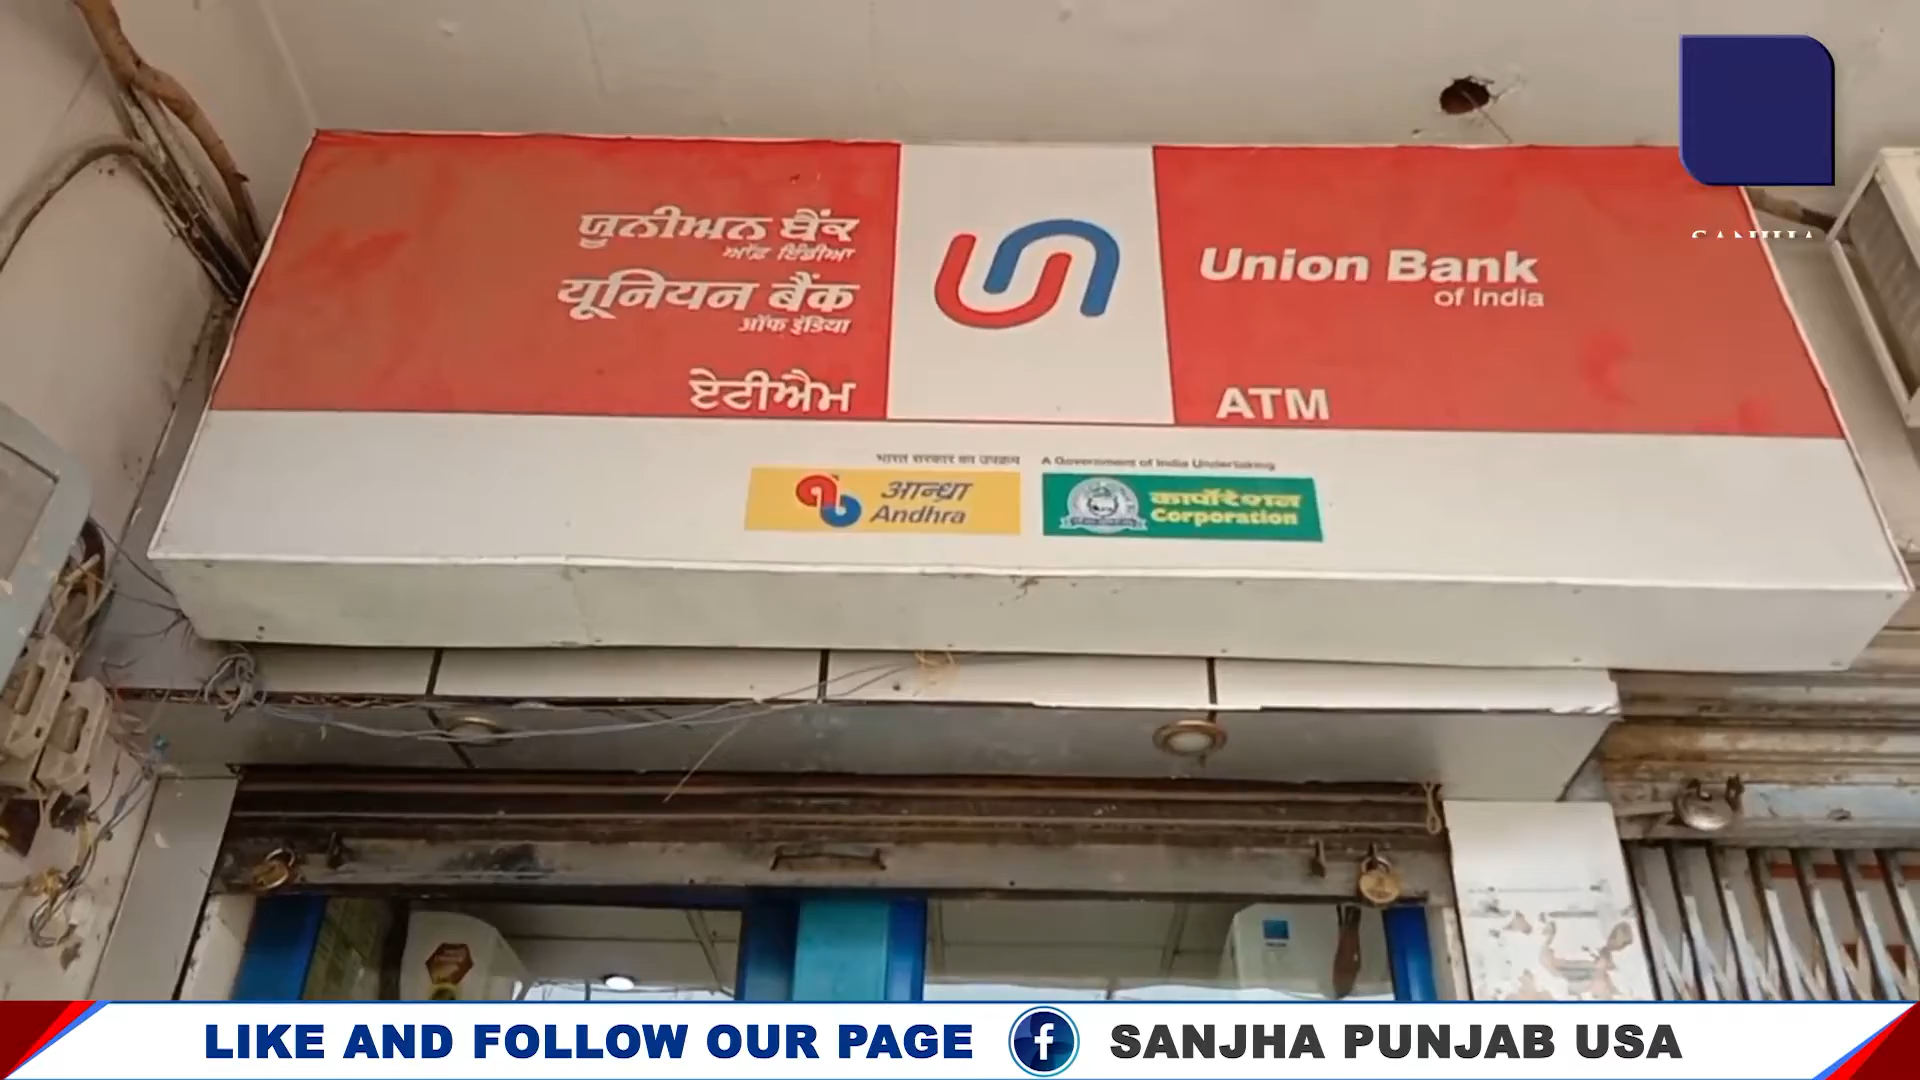 ਯੂਨੀਅਨ ਬੈਂਕ
ਆਫ਼ ਇੰਡੀਆ
यूनियन बैंक
ऑफ इंडिया
ਏਟੀਐਮ
Union Bank
of India
ATM
भारत सरकार का उपक्रम
A Government of India Undertaking
आन्ध्रा
Andhra
कार्पोरेशन
Corporation
LIKE AND FOLLOW OUR PAGE
SANJHA PUNJAB USA